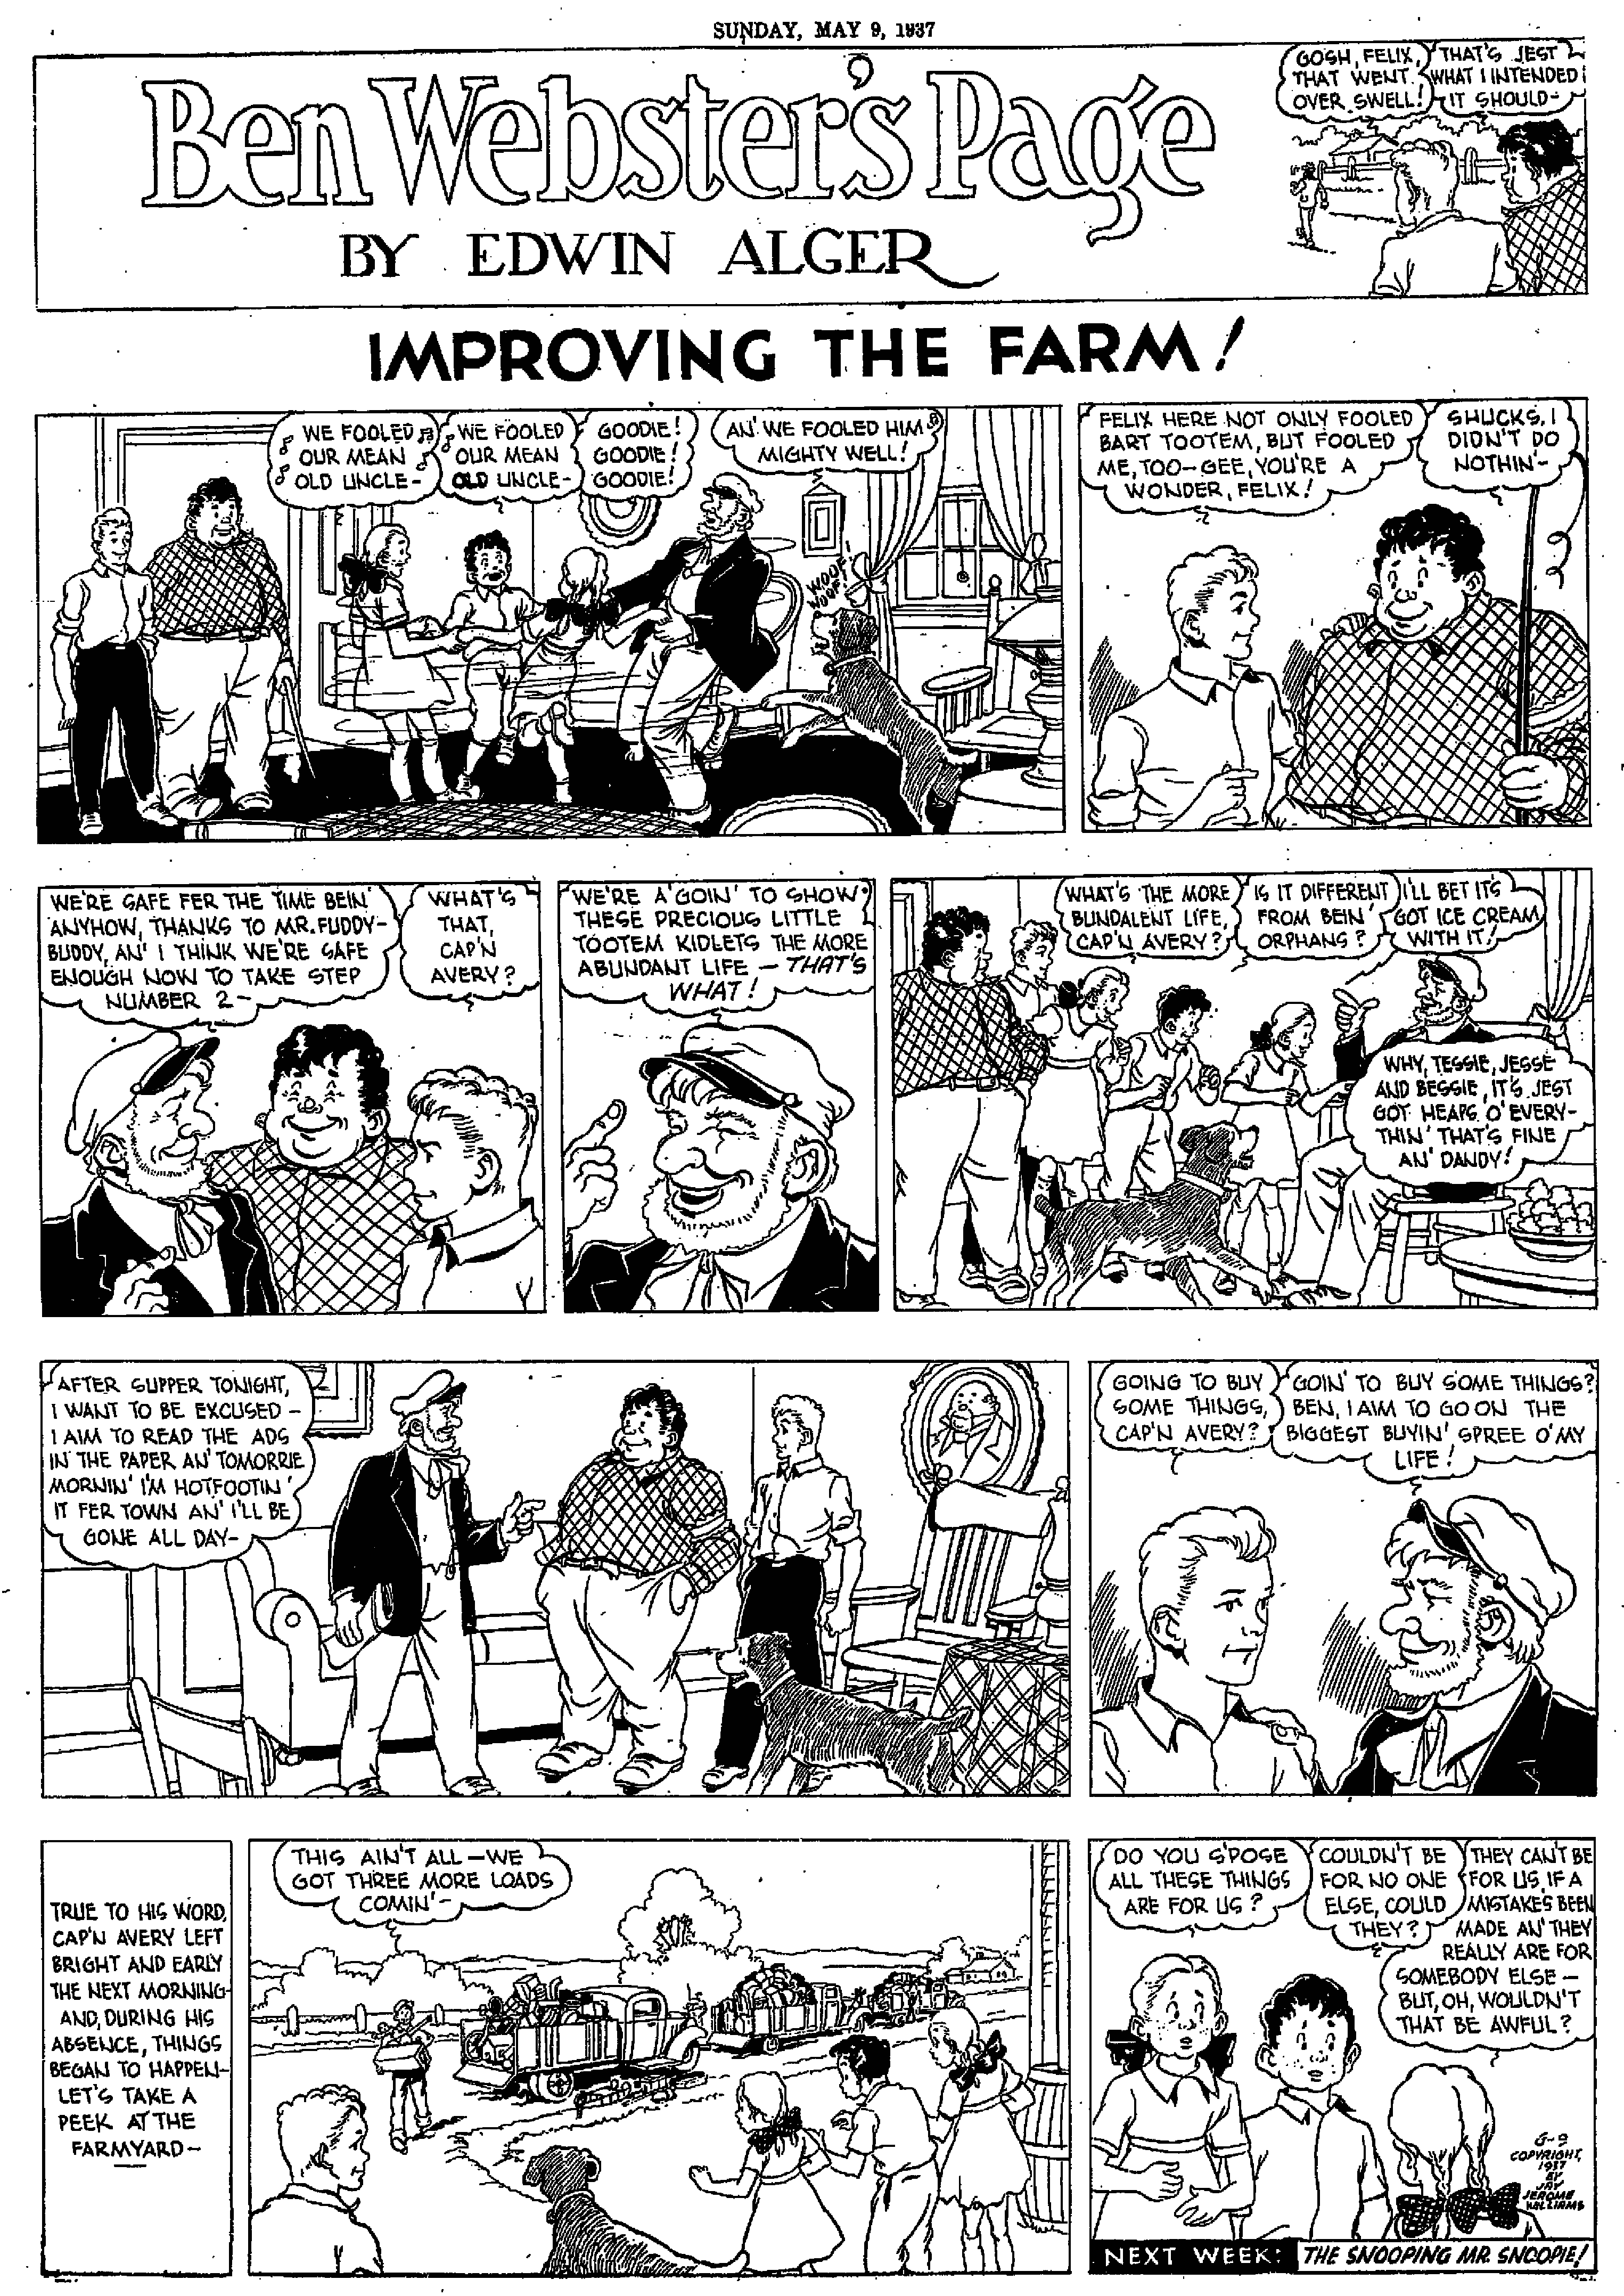 SUNDAY, MAY 9, 1937
Ben Webster's Page
BY EDWIN ALGER
GOSH, FELIX,
THAT WENT
OVER SWELL!
THAT'S JEST
WHAT I INTENDED
IT SHOULD-
IMPROVING THE FARM!
WE FOOLED
OUR MEAN
OLD UNCLE-
WE FOOLED
OUR MEAN
OLD UNCLE-
GOODIE!
GOODIE!
GOODIE!
AN' WE FOOLED HIM
MIGHTY WELL!
WOOF!
WOOF!
FELIX HERE NOT ONLY FOOLED
BART TOOTEM, BUT FOOLED
ME, TOO-GEE, YOU'RE A
WONDER, FELIX!
SHUCKS, I
DIDN'T DO
NOTHIN'-
WE'RE SAFE FER THE TIME BEIN'
ANYHOW, THANKS TO MR. FUDDY-
BUDDY, AN' I THINK WE'RE SAFE
ENOUGH NOW TO TAKE STEP
NUMBER 2-
WHAT'S
THAT,
CAP'N
AVERY?
WE'RE A'GOIN' TO SHOW
THESE PRECIOUS LITTLE
TOOTEM KIDLETS THE MORE
ABUNDANT LIFE - THAT'S
WHAT!
WHAT'S THE MORE
BUNDALENT LIFE,
CAP'N AVERY?
IS IT DIFFERENT
FROM BEIN'
ORPHANS?
I'LL BET IT'S
GOT ICE CREAM
WITH IT!
WHY, TESSIE, JESSE
AND BESSIE, IT'S JEST
GOT HEAPS O' EVERY-
THIN' THAT'S FINE
AN' DANDY!
AFTER SUPPER TONIGHT,
I WANT TO BE EXCUSED -
I AIM TO READ THE ADS
IN THE PAPER AN' TOMORRIE
MORNIN' I'M HOTFOOTIN'
IT FER TOWN AN' I'LL BE
GONE ALL DAY-
GOING TO BUY
SOME THINGS,
CAP'N AVERY?
GOIN' TO BUY SOME THINGS?
BEN, I AIM TO GO ON THE
BIGGEST BUYIN' SPREE O' MY
LIFE!
TRUE TO HIS WORD,
CAP'N AVERY LEFT
BRIGHT AND EARLY
THE NEXT MORNING-
AND, DURING HIS
ABSENCE, THINGS
BEGAN TO HAPPEN-
LET'S TAKE A
PEEK AT THE
FARMYARD-
THIS AIN'T ALL -WE
GOT THREE MORE LOADS
COMIN'-
DO YOU S'POSE
ALL THESE THINGS
ARE FOR US?
COULDN'T BE
FOR NO ONE
ELSE, COULD
THEY?
THEY CAN'T BE
FOR US, IF A
MISTAKES BEEN
MADE AN' THEY
REALLY ARE FOR
SOMEBODY ELSE-
BUT, OH, WOULDN'T
THAT BE AWFUL?
G-9
COPYRIGHT,
1937
BY
JAY
JEROME
WILLIAMS
NEXT WEEK: THE SNOOPING MR. SNOOPIE!